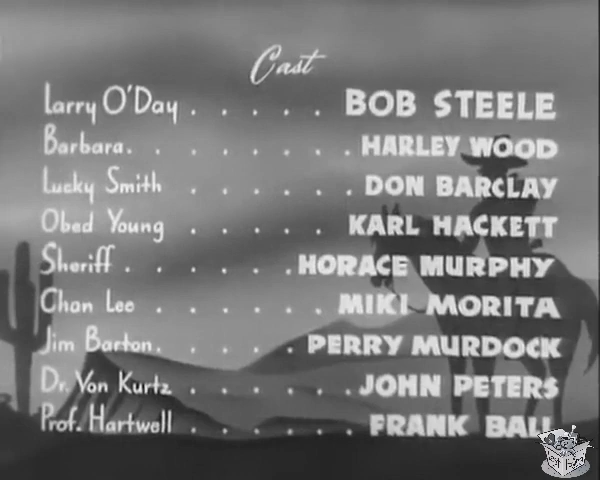 Cast
Larry O'Day . . . . . BOB STEELE
Barbara. . . . . . . . HARLEY WOOD
Lucky Smith . . . . . . DON BARCLAY
Obed Young . . . . . KARL HACKETT
Sheriff . . . . . . HORACE MURPHY
Chan Lee . . . . . . MIKI MORITA
Jim Barton. . . . . PERRY MURDOCK
Dr. Von Kurtz . . . . . . JOHN PETERS
Prof. Hartwell . . . . . . FRANK BALL